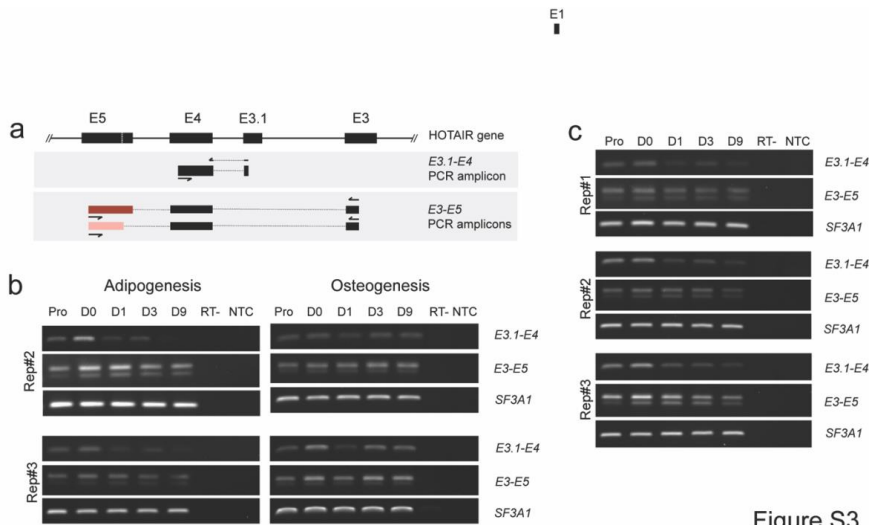 E1
a
E5 E4 E3.1 E3
HOTAIR gene
E3.1-E4
PCR amplicon
E3-E5
PCR amplicons
b
Adipogenesis Osteogenesis
Pro D0 D1 D3 D9 RT- NTC Pro D0 D1 D3 D9 RT- NTC
Rep#2
E3.1-E4
E3-E5
SF3A1
Rep#3
E3.1-E4
E3-E5
SF3A1
c
Pro D0 D1 D3 D9 RT- NTC
Rep#1
E3.1-E4
E3-E5
SF3A1
Rep#2
E3.1-E4
E3-E5
SF3A1
Rep#3
E3.1-E4
E3-E5
SF3A1
Figure S3